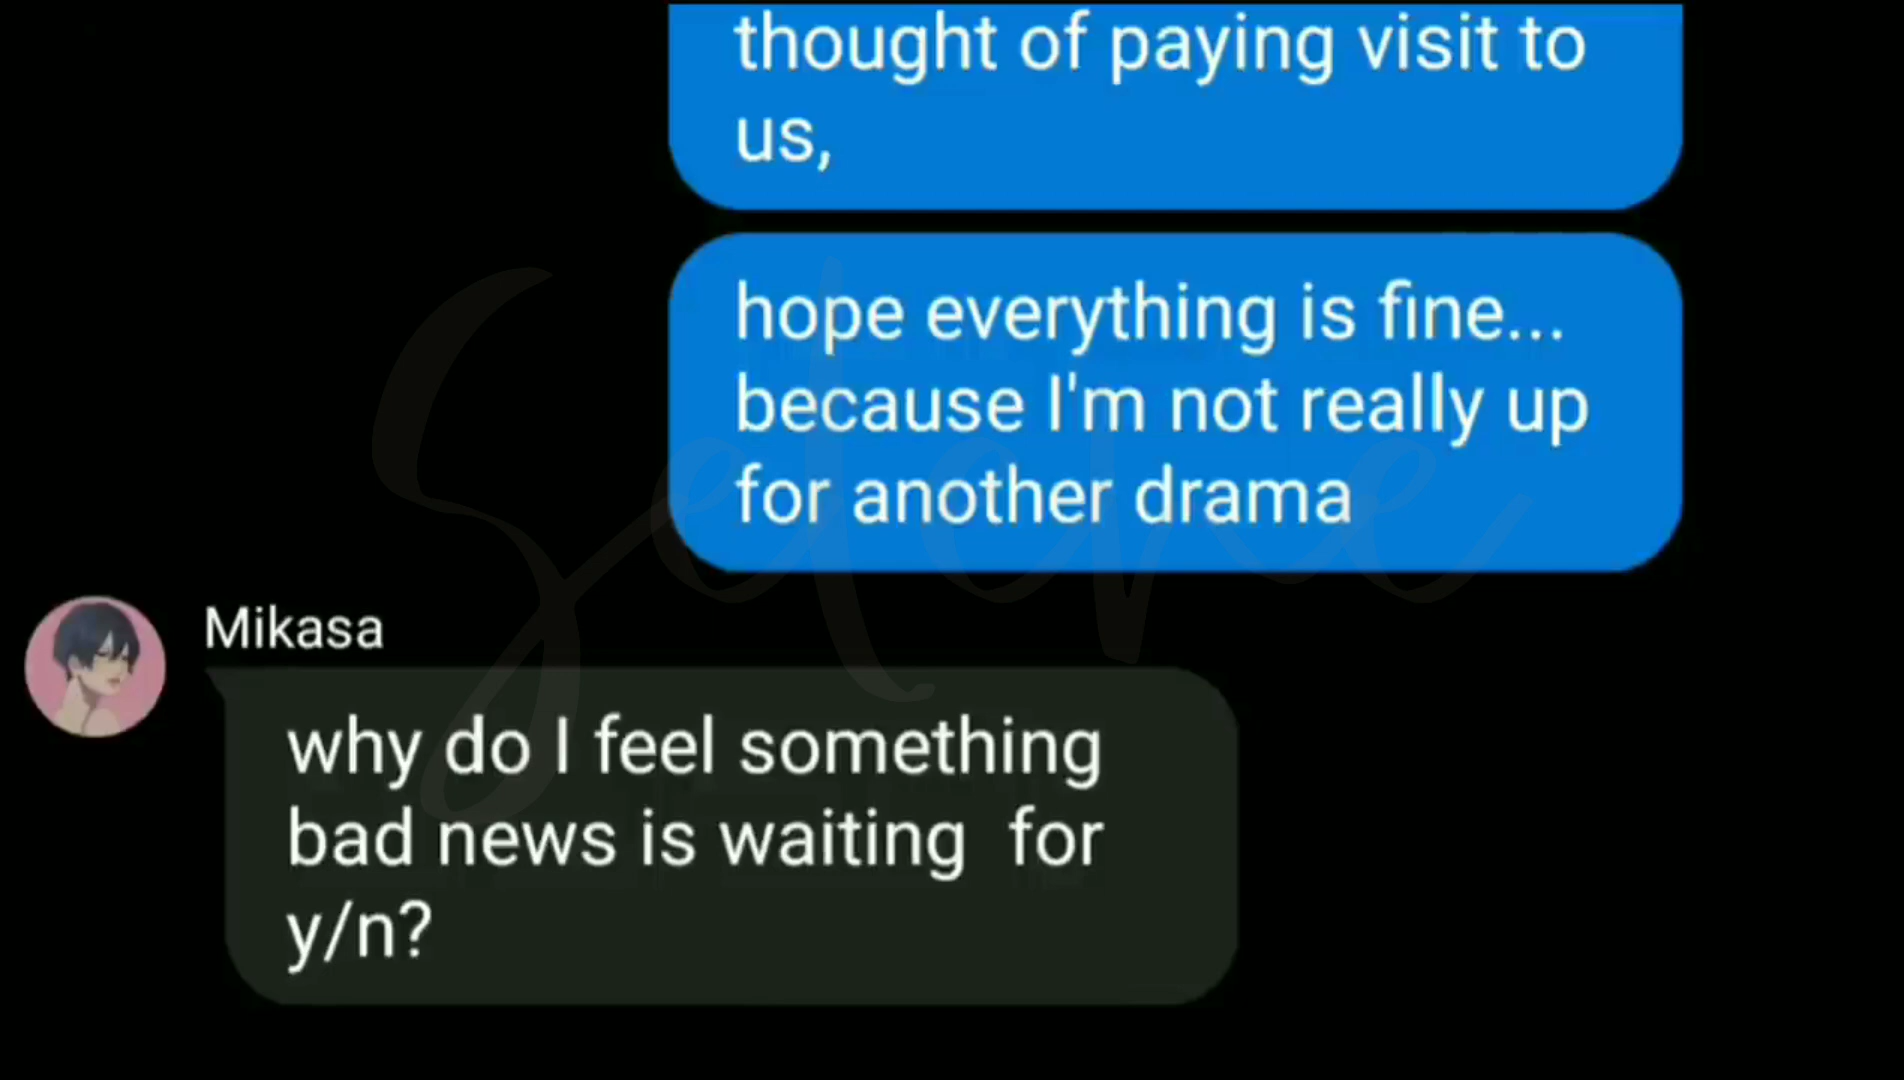 thought of paying visit to
us,
hope everything is fine...
because I'm not really up
for another drama
Mikasa
why do I feel something
bad news is waiting  for
y/n?
Selene